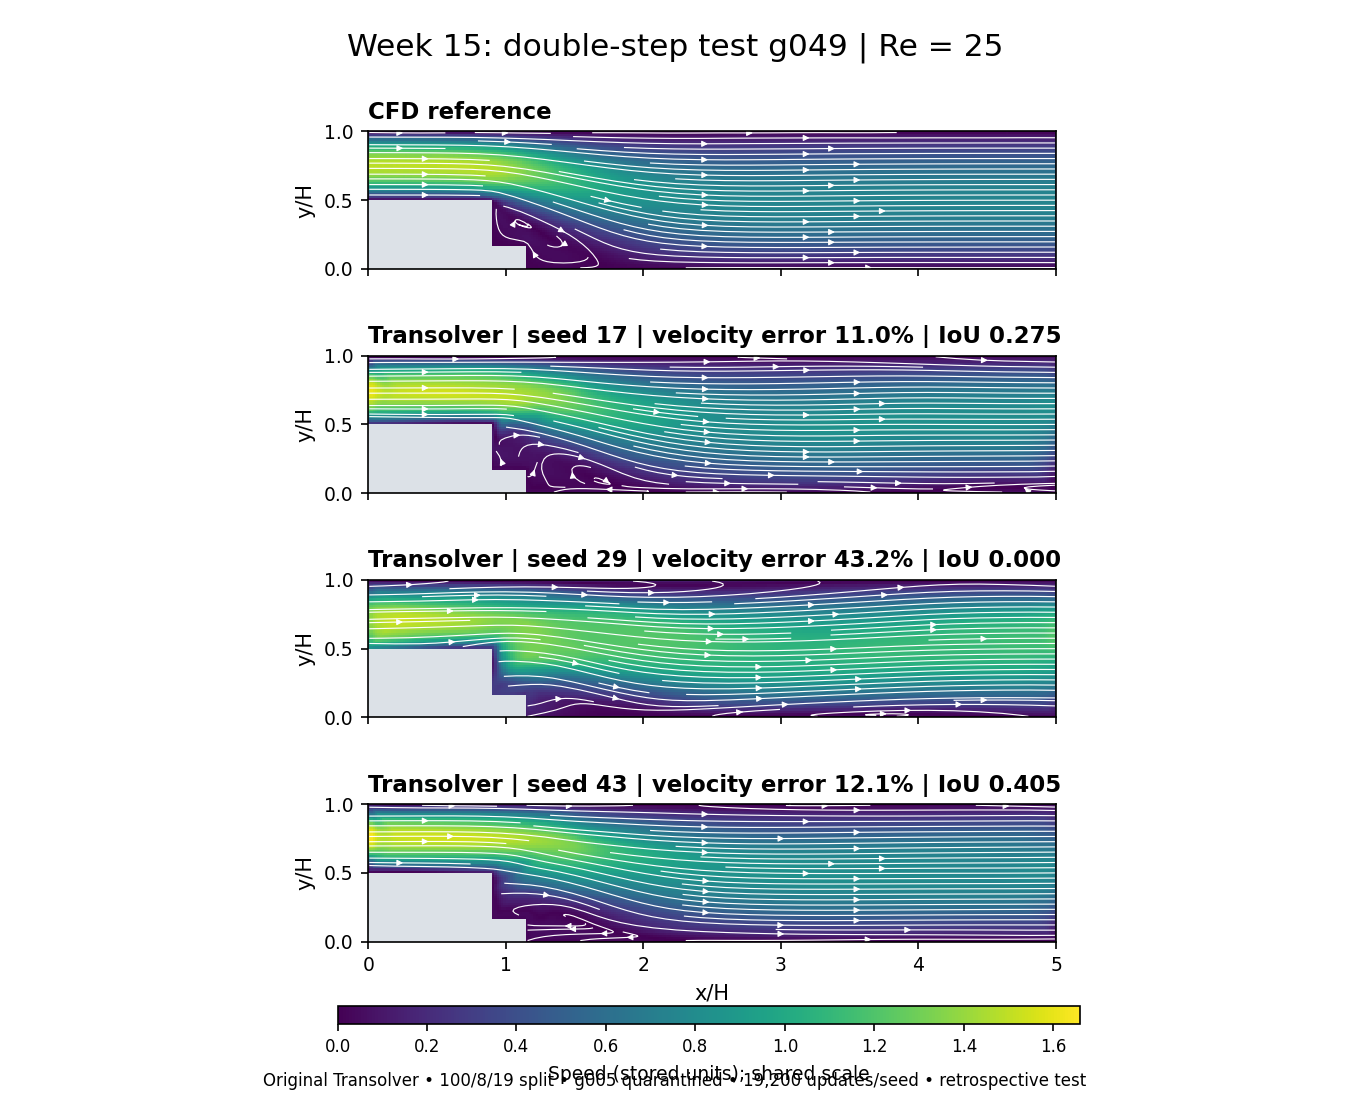 Week 15: double-step test g049 | Re = 25
CFD reference
1.0
y/H
0.5
0.0
Transolver | seed 17 | velocity error 11.0% | IoU 0.275
1.0
y/H
0.5
0.0
Transolver | seed 29 | velocity error 43.2% | IoU 0.000
1.0
y/H
0.5
0.0
Transolver | seed 43 | velocity error 12.1% | IoU 0.405
1.0
y/H
0.5
0.0
0 1 2 3 4 5
x/H
0.0 0.2 0.4 0.6 0.8 1.0 1.2 1.4 1.6
Speed (stored units); shared scale
Original Transolver • 100/8/19 split • g005 quarantined • 19,200 updates/seed • retrospective test